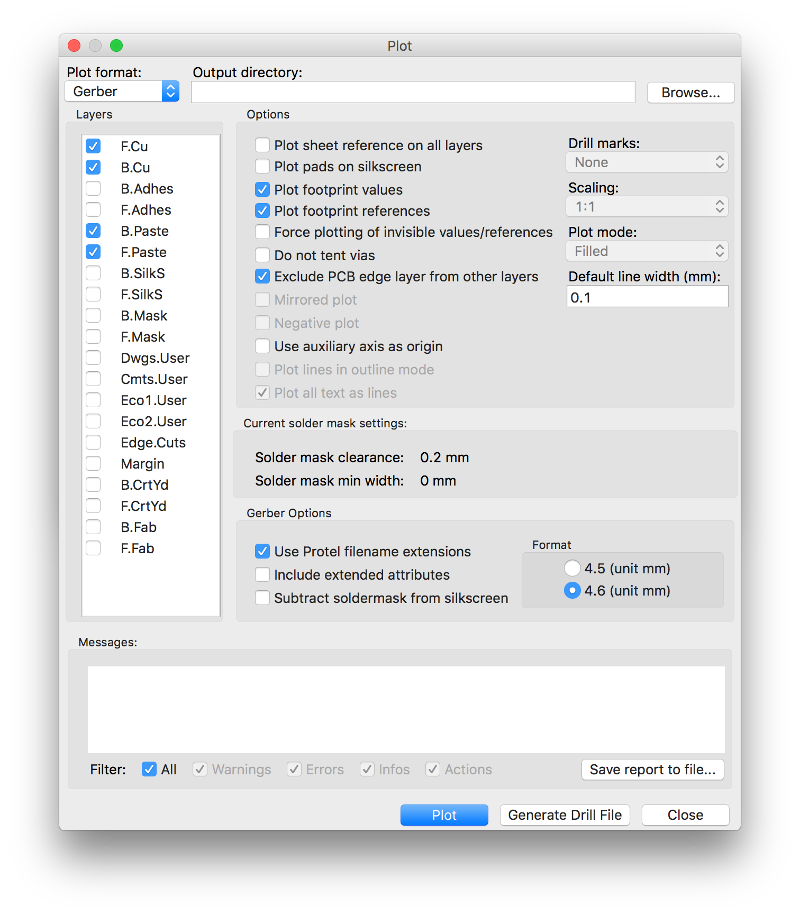 Plot
Plot format:
Output directory:
Gerber
Browse...
Layers
F.Cu
B.Cu
B.Adhes
F.Adhes
B.Paste
F.Paste
B.SilkS
F.SilkS
B.Mask
F.Mask
Dwgs.User
Cmts.User
Eco1.User
Eco2.User
Edge.Cuts
Margin
B.CrtYd
F.CrtYd
B.Fab
F.Fab
Options
Plot sheet reference on all layers
Plot pads on silkscreen
Plot footprint values
Plot footprint references
Force plotting of invisible values/references
Do not tent vias
Exclude PCB edge layer from other layers
Mirrored plot
Negative plot
Use auxiliary axis as origin
Plot lines in outline mode
Plot all text as lines
Drill marks:
None
Scaling:
1:1
Plot mode:
Filled
Default line width (mm):
0.1
Current solder mask settings:
Solder mask clearance: 0.2 mm
Solder mask min width: 0 mm
Gerber Options
Use Protel filename extensions
Include extended attributes
Subtract soldermask from silkscreen
Format
4.5 (unit mm)
4.6 (unit mm)
Messages:
Filter: All Warnings Errors Infos Actions
Save report to file...
Plot
Generate Drill File
Close